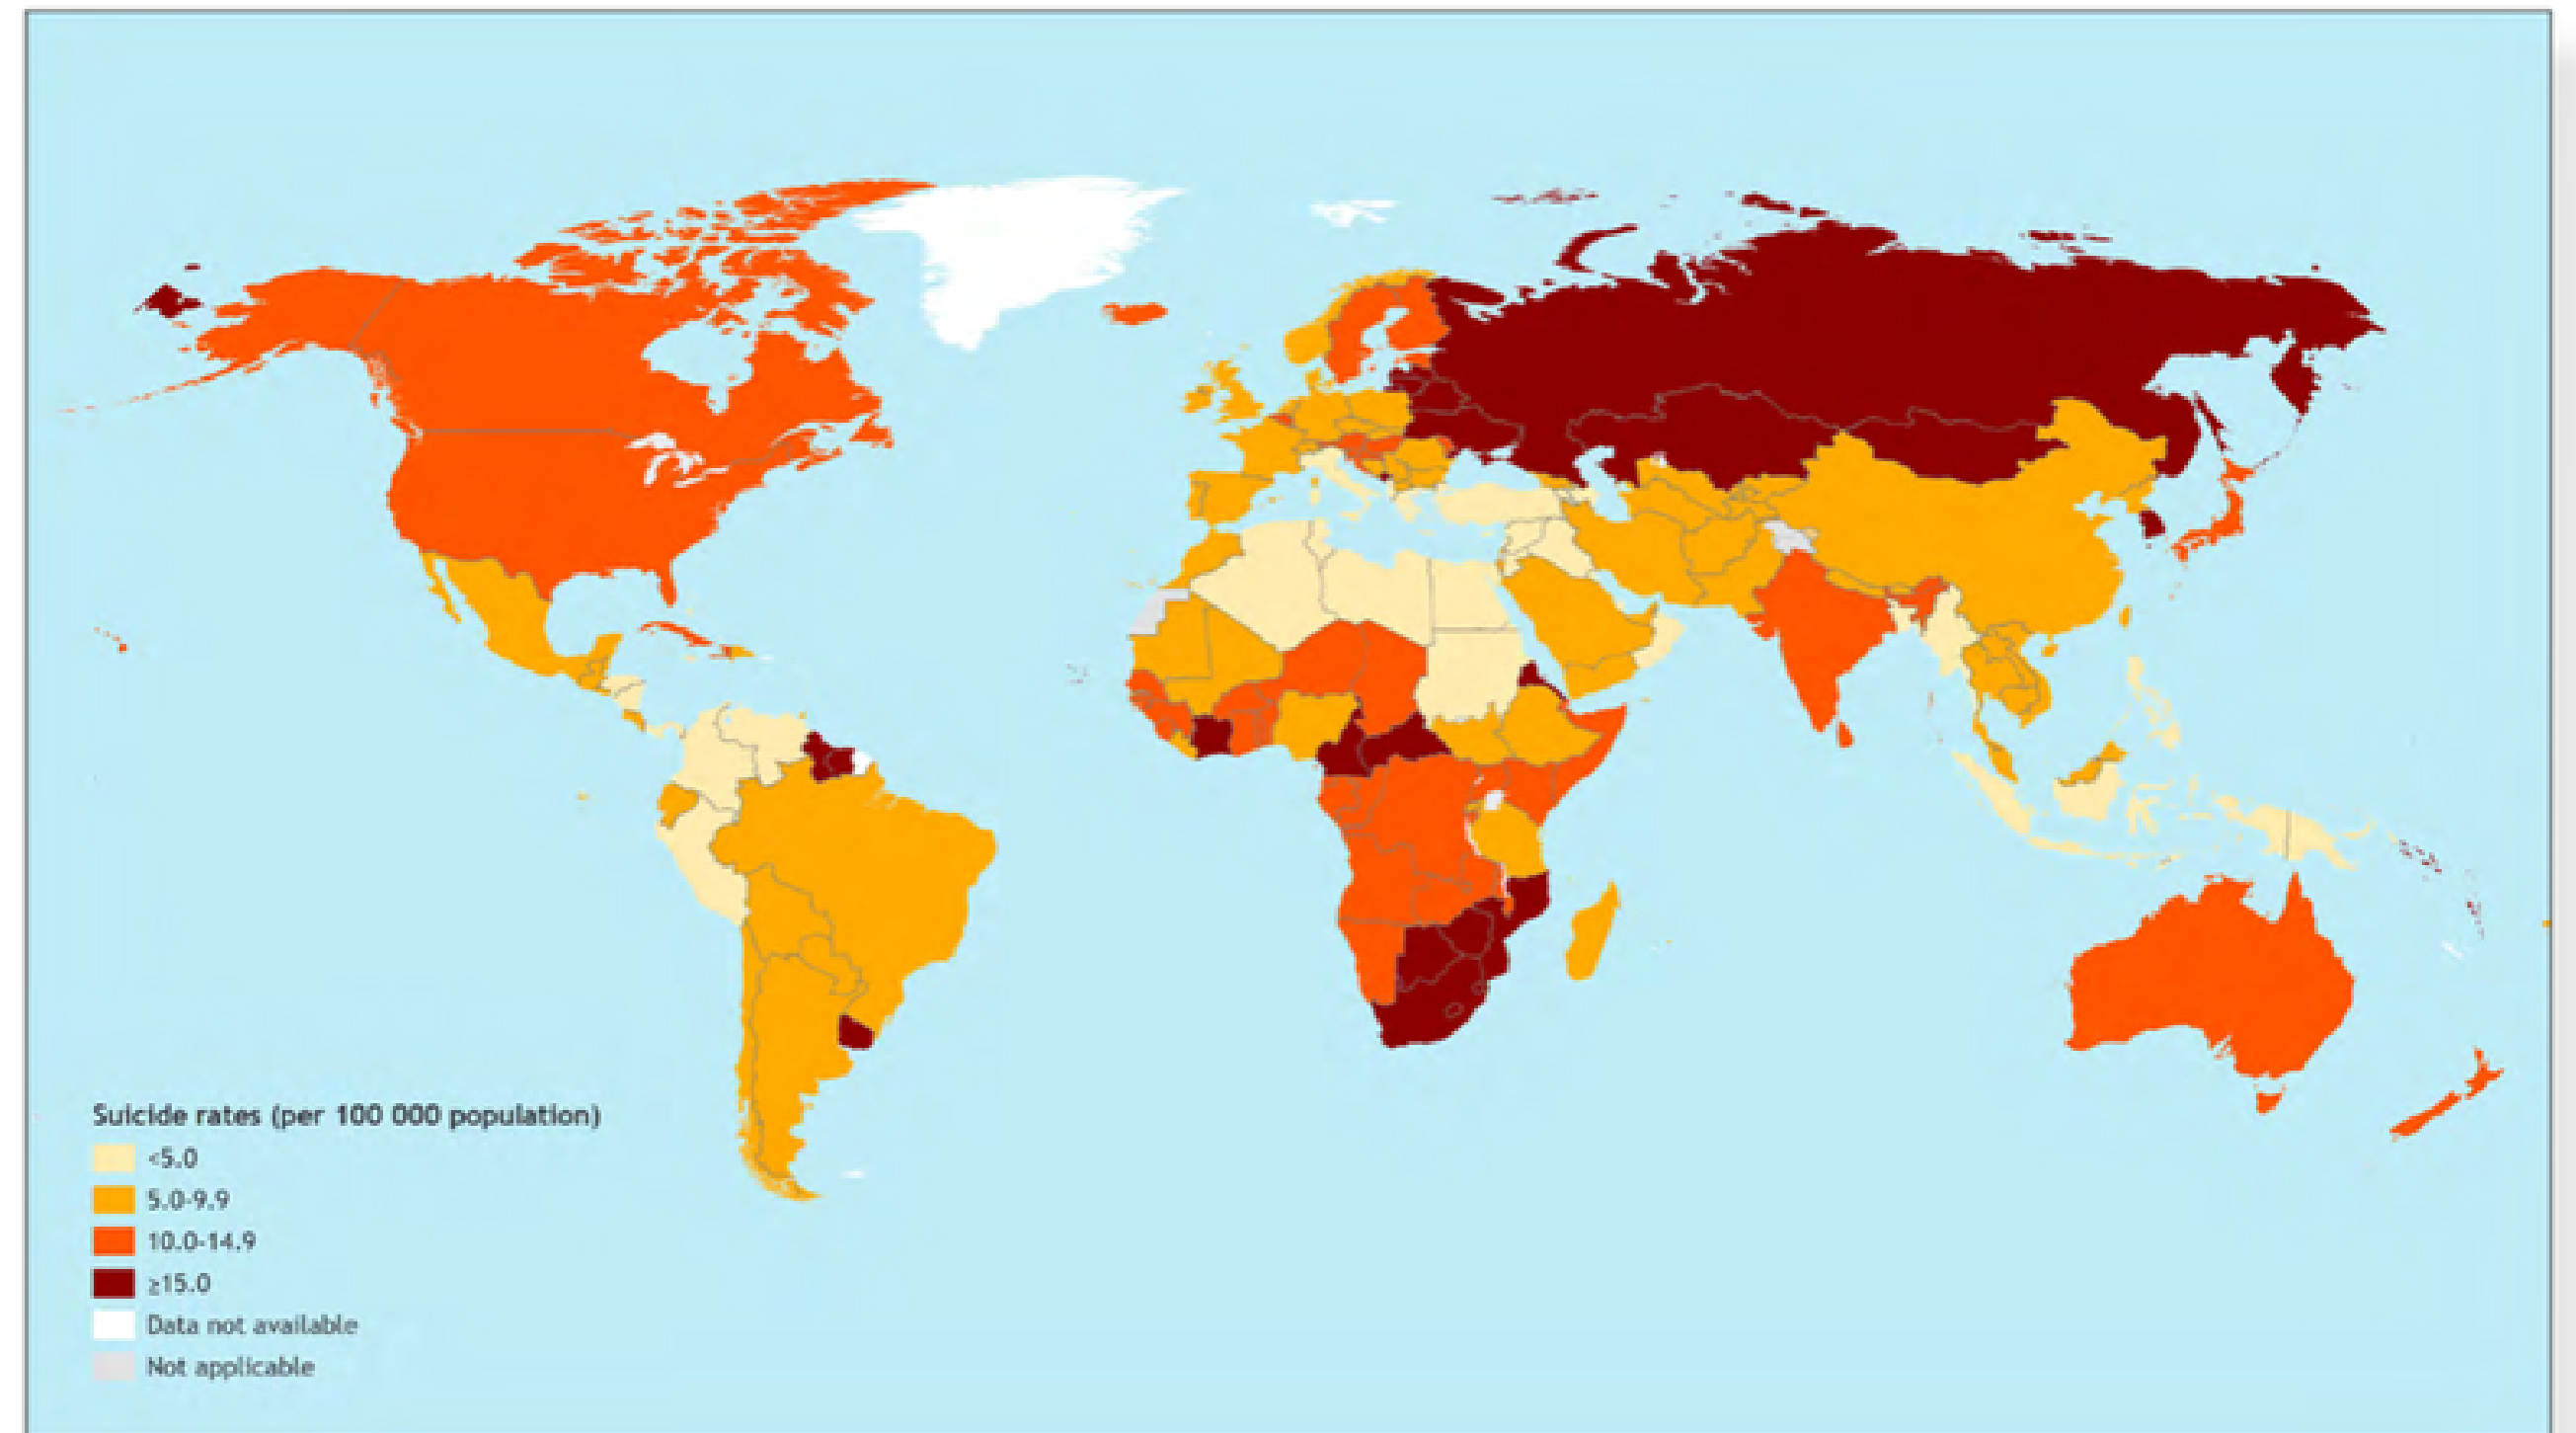 Suicide rates (per 100 000 population)
<5.0
5.0-9.9
10.0-14.9
≥15.0
Data not available
Not applicable